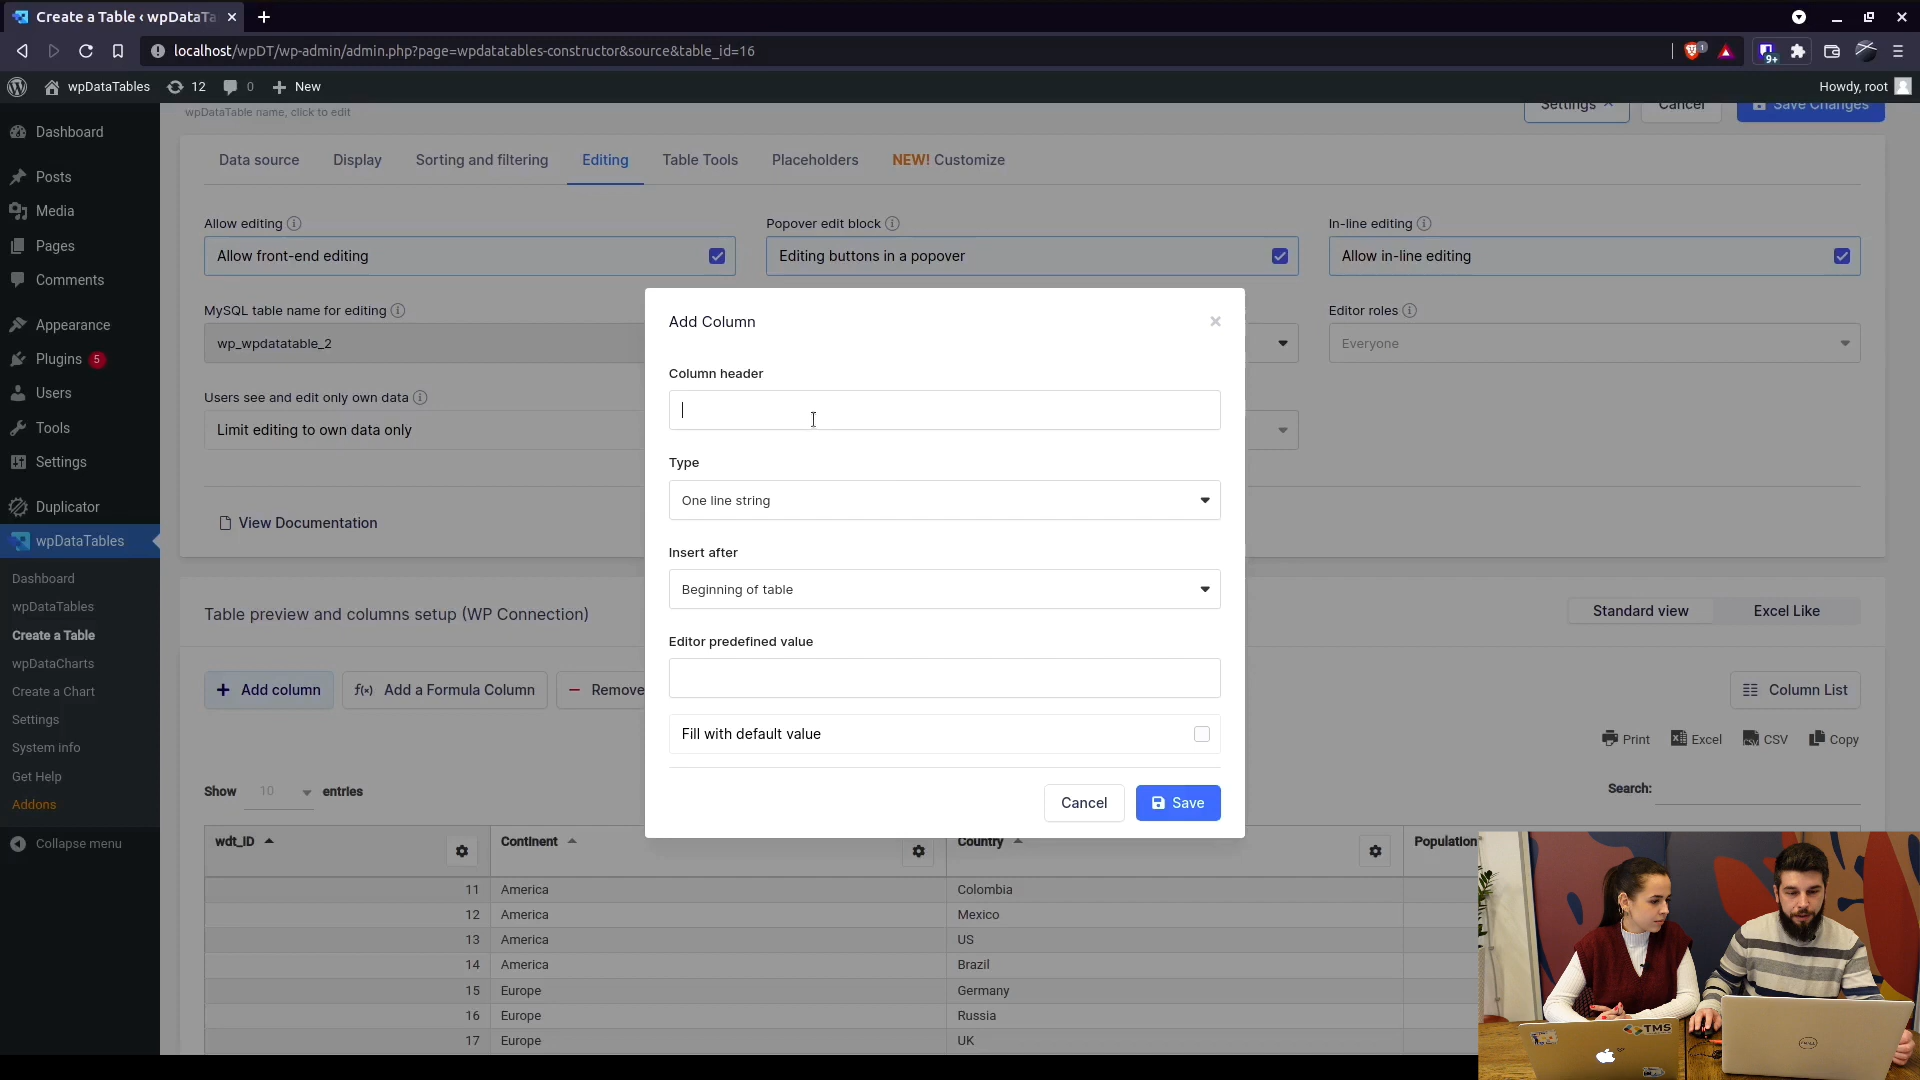 Create a Table ‹ wpDataTa
localhost/wpDT/wp-admin/admin.php?page=wpdatatables-constructor&source&table_id=16
1
9+
wpDataTables
12
0
New
Howdy, root
Dashboard
Posts
Media
Pages
Comments
Appearance
Plugins 5
Users
Tools
Settings
Duplicator
wpDataTables
Dashboard
wpDataTables
Create a Table
wpDataCharts
Create a Chart
Settings
System info
Get Help
Addons
Collapse menu
wpDataTable name, click to edit
Settings
Cancel
Save Changes
Data source
Display
Sorting and filtering
Editing
Table Tools
Placeholders
NEW! Customize
Allow editing
Allow front-end editing
Popover edit block
Editing buttons in a popover
In-line editing
Allow in-line editing
MySQL table name for editing
wp_wpdatatable_2
Editor roles
Everyone
Users see and edit only own data
Limit editing to own data only
View Documentation
Add Column
Column header
Type
One line string
Insert after
Beginning of table
Editor predefined value
Fill with default value
Cancel
Save
Table preview and columns setup (WP Connection)
Standard view
Excel Like
Add column
f(x) Add a Formula Column
Remove
Column List
Print
Excel
CSV
Copy
Show 10 entries
Search:
wdt_ID Continent Country Population
11 America Colombia
12 America Mexico
13 America US
14 America Brazil
15 Europe Germany
16 Europe Russia
17 Europe UK
TMS
DELL